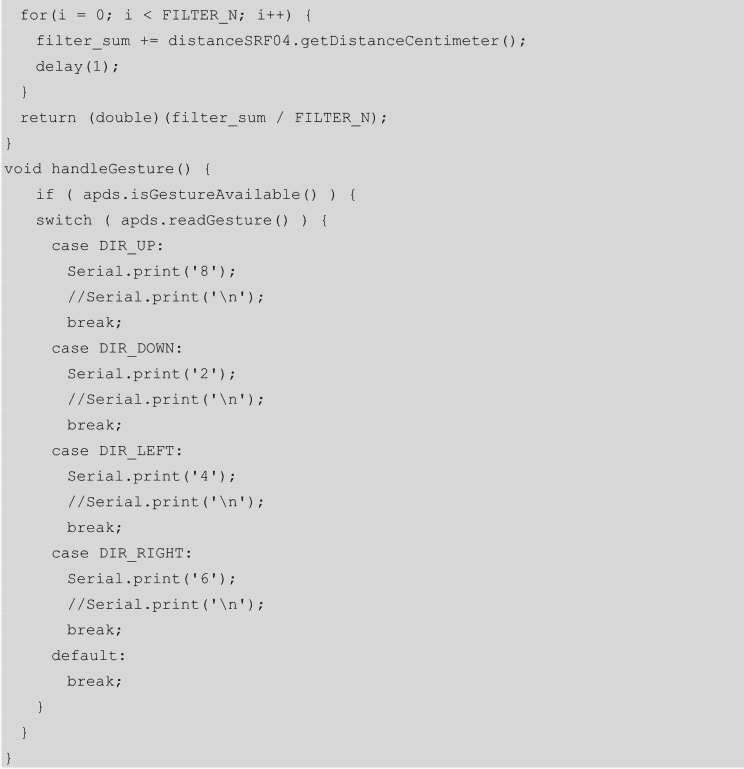 for(i = 0; i < FILTER_N; i++) {
filter_sum += distanceSRF04.getDistanceCentimeter();
delay(1);
}
return (double)(filter_sum / FILTER_N);
}
void handleGesture() {
if ( apds.isGestureAvailable() ) {
switch ( apds.readGesture() ) {
case DIR_UP:
Serial.print('8');
//Serial.print('\n');
break;
case DIR_DOWN:
Serial.print('2');
//Serial.print('\n');
break;
case DIR_LEFT:
Serial.print('4');
//Serial.print('\n');
break;
case DIR_RIGHT:
Serial.print('6');
//Serial.print('\n');
break;
default:
break;
}
}
}